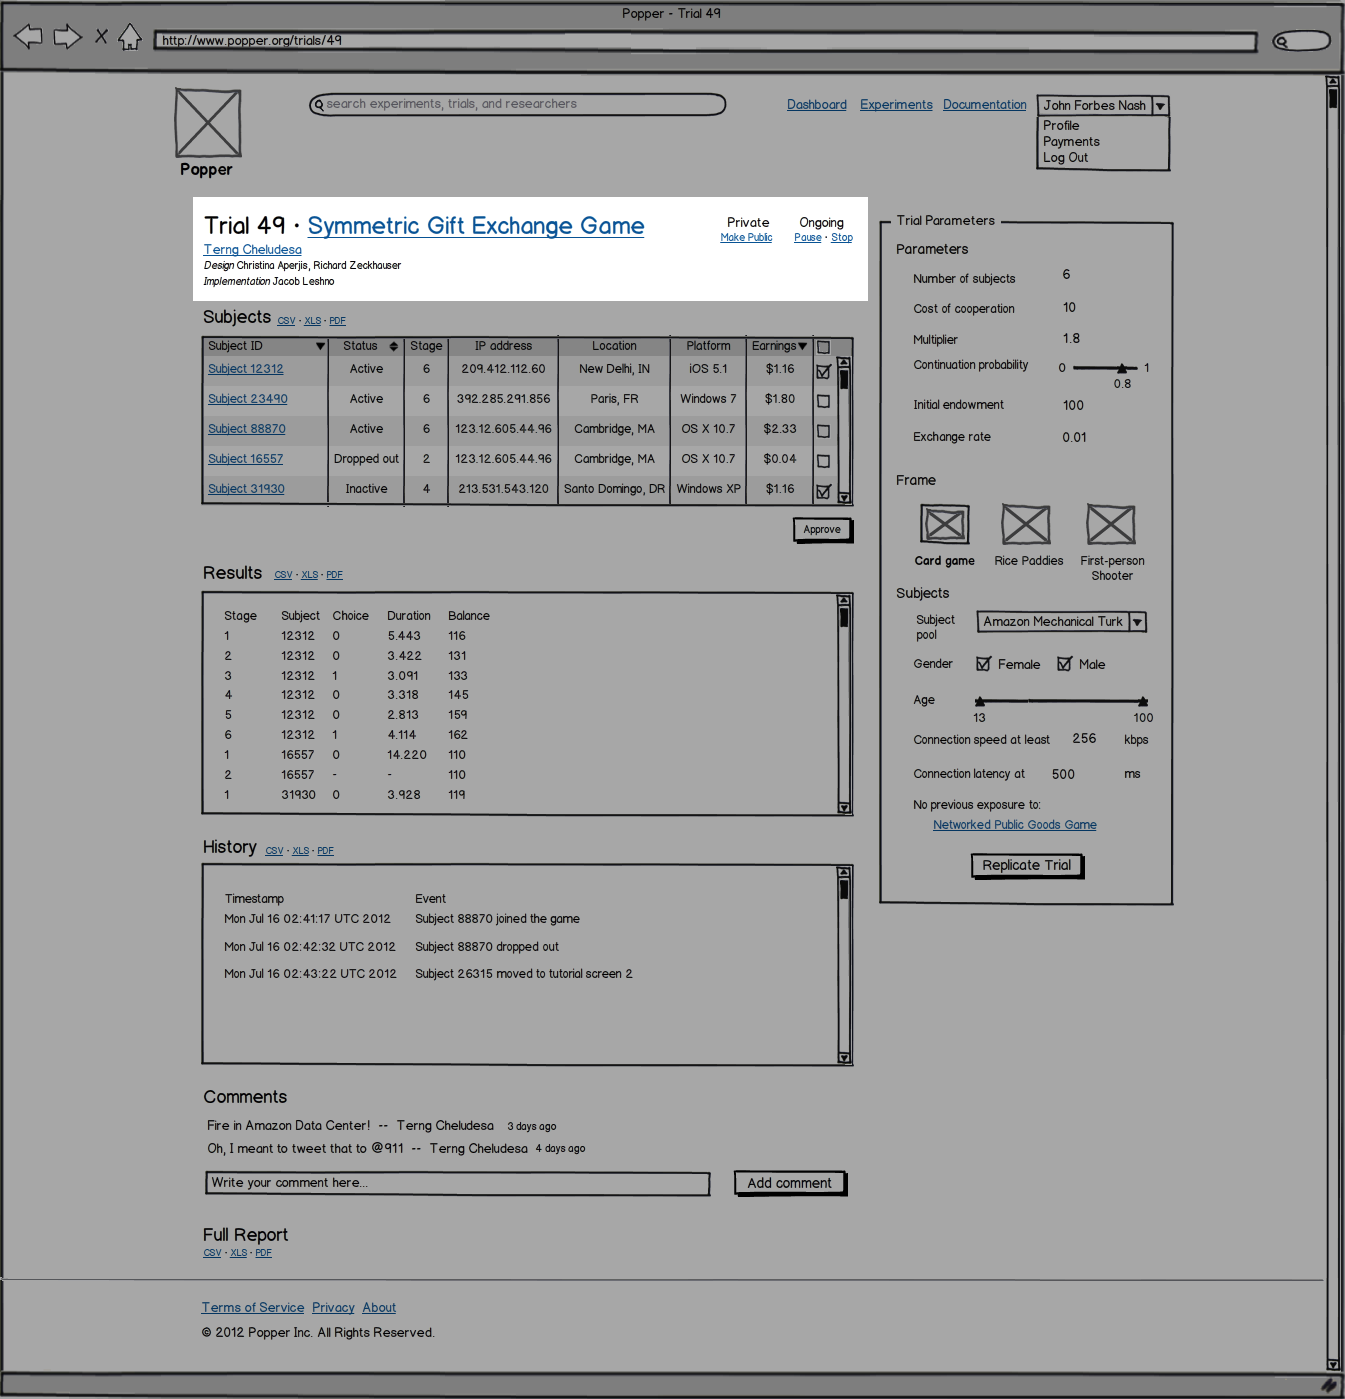 Popper - Trial 49
http://www.popper.org/trials/49
search experiments, trials, and researchers
Dashboard Experiments Documentation John Forbes Nash
Profile
Payments
Log Out
Popper
Trial 49 · Symmetric Gift Exchange Game
Terng Cheludesa
Design Christina Aperjis, Richard Zeckhauser
Implementation Jacob Leshno
Private Ongoing
Make Public Pause · Stop
Subjects CSV · XLS · PDF
Subject ID Status Stage IP address Location Platform Earnings
Subject 12312 Active 6 209.412.112.60 New Delhi, IN iOS 5.1 $1.16
Subject 23490 Active 6 392.285.291.856 Paris, FR Windows 7 $1.80
Subject 88870 Active 6 123.12.605.44.96 Cambridge, MA OS X 10.7 $2.33
Subject 16557 Dropped out 2 123.12.605.44.96 Cambridge, MA OS X 10.7 $0.04
Subject 31930 Inactive 4 213.531.543.120 Santo Domingo, DR Windows XP $1.16
Approve
Results CSV · XLS · PDF
Stage Subject Choice Duration Balance
1 12312 0 5.443 116
2 12312 0 3.422 131
3 12312 1 3.091 133
4 12312 0 3.318 145
5 12312 0 2.813 159
6 12312 1 4.114 162
1 16557 0 14.220 110
2 16557 - - 110
1 31930 0 3.928 119
History CSV · XLS · PDF
Timestamp Event
Mon Jul 16 02:41:17 UTC 2012 Subject 88870 joined the game
Mon Jul 16 02:42:32 UTC 2012 Subject 88870 dropped out
Mon Jul 16 02:43:22 UTC 2012 Subject 26315 moved to tutorial screen 2
Comments
Fire in Amazon Data Center! -- Terng Cheludesa 3 days ago
Oh, I meant to tweet that to @911 -- Terng Cheludesa 4 days ago
Write your comment here... Add comment
Full Report
CSV · XLS · PDF
Trial Parameters
Parameters
Number of subjects 6
Cost of cooperation 10
Multiplier 1.8
Continuation probability 0 1
0.8
Initial endowment 100
Exchange rate 0.01
Frame
Card game Rice Paddies First-person
Shooter
Subjects
Subject
pool Amazon Mechanical Turk
Gender Female Male
Age
13 100
Connection speed at least 256 kbps
Connection latency at 500 ms
No previous exposure to:
Networked Public Goods Game
Replicate Trial
Terms of Service Privacy About
© 2012 Popper Inc. All Rights Reserved.